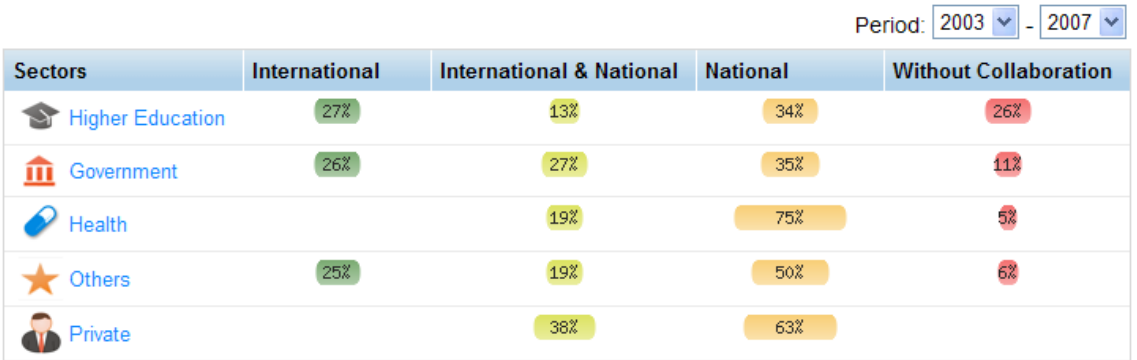 Period: 2003 - 2007
Sectors International International & National National Without Collaboration
Higher Education 27% 13% 34% 26%
Government 26% 27% 35% 11%
Health 19% 75% 5%
Others 25% 19% 50% 6%
Private 38% 63%